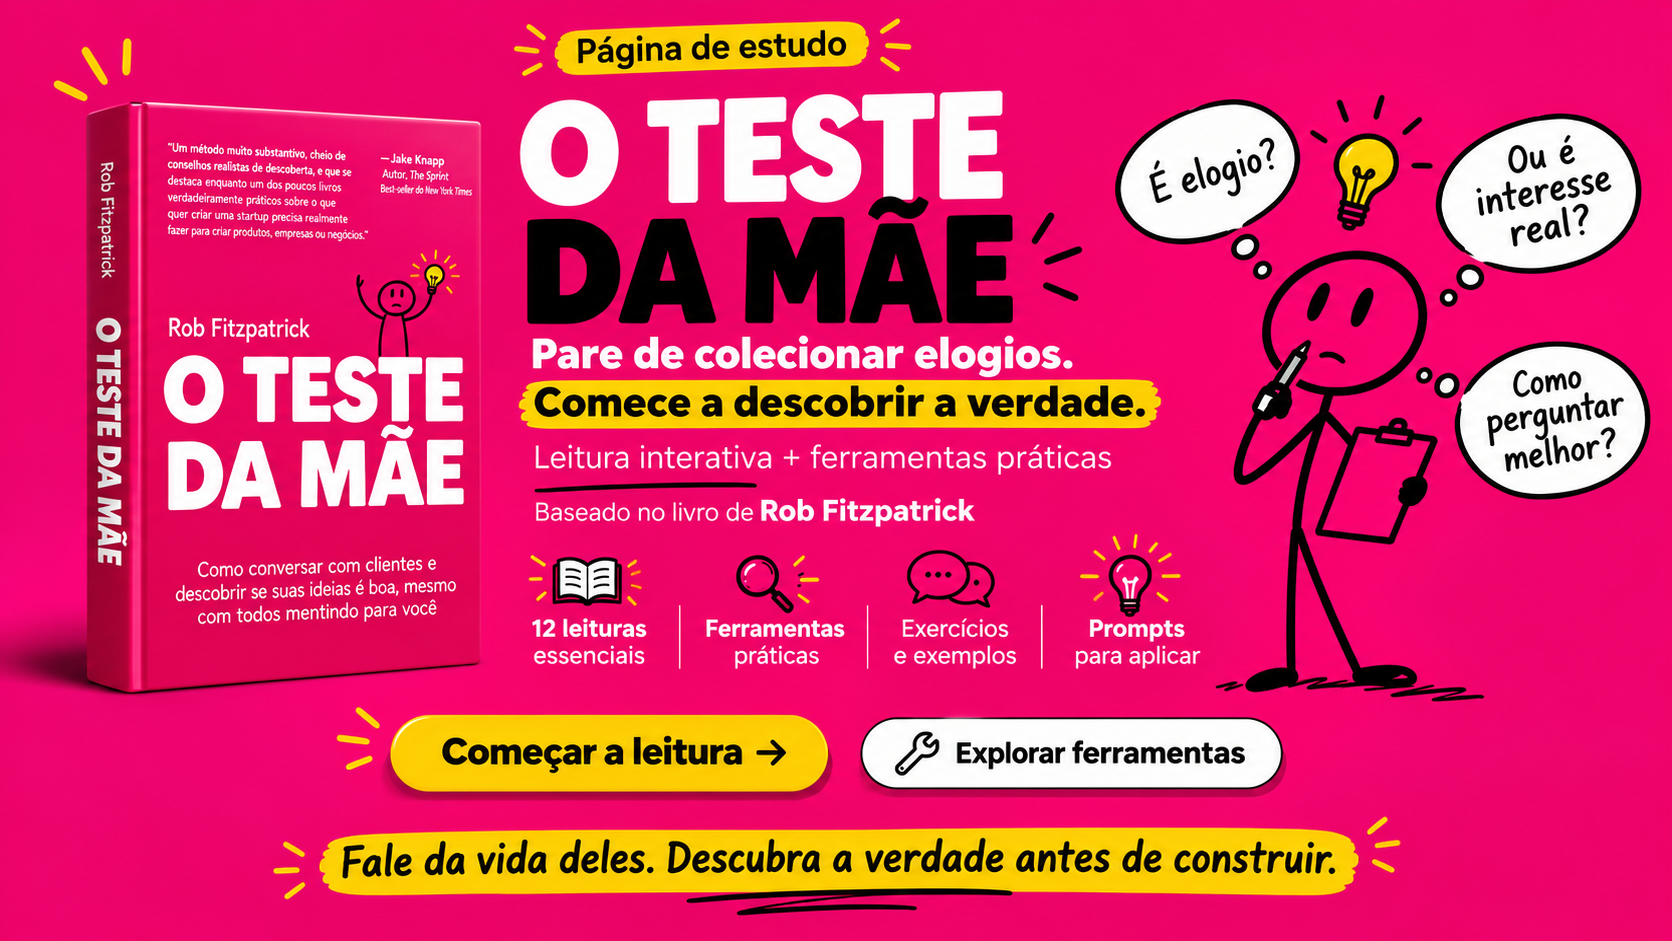 Página de estudo
O TESTE
DA MÃE
Pare de colecionar elogios.
Comece a descobrir a verdade.
Leitura interativa + ferramentas práticas
Baseado no livro de Rob Fitzpatrick
12 leituras
essenciais
Ferramentas
práticas
Exercícios
e exemplos
Prompts
para aplicar
Começar a leitura →
Explorar ferramentas
Fale da vida deles. Descubra a verdade antes de construir.
Rob Fitzpatrick
O TESTE DA MÃE
"Um método muito substantivo, cheio de
conselhos realistas de descoberta, e que se
destaca enquanto um dos poucos livros
verdadeiramente práticos sobre o que
quer criar uma startup precisa realmente
fazer para criar produtos, empresas ou negócios."
— Jake Knapp
Autor, The Sprint
Best-seller do New York Times
Rob Fitzpatrick
O TESTE
DA MÃE
Como conversar com clientes e
descobrir se suas ideias é boa, mesmo
com todos mentindo para você
É elogio?
Ou é
interesse
real?
Como
perguntar
melhor?